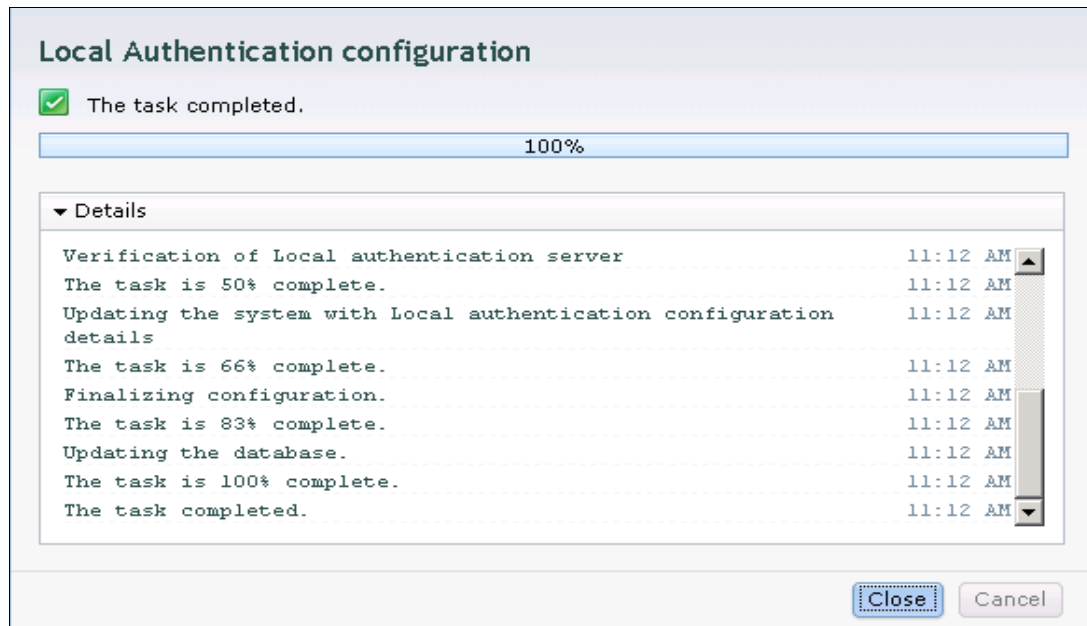 Local Authentication configuration
The task completed.
100%
Details
Verification of Local authentication server 11:12 AM
The task is 50% complete. 11:12 AM
Updating the system with Local authentication configuration 11:12 AM
details
The task is 66% complete. 11:12 AM
Finalizing configuration. 11:12 AM
The task is 83% complete. 11:12 AM
Updating the database. 11:12 AM
The task is 100% complete. 11:12 AM
The task completed. 11:12 AM
Close Cancel